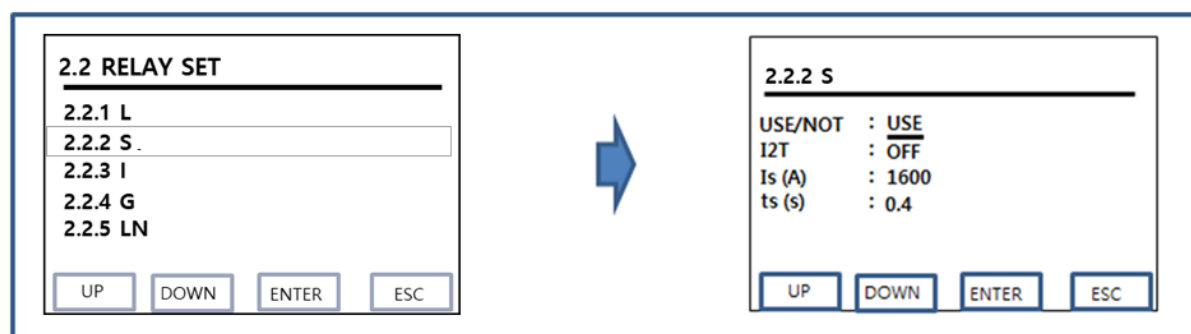 2.2 RELAY SET
2.2.1 L
2.2.2 S
2.2.3 I
2.2.4 G
2.2.5 LN
UP DOWN ENTER ESC
2.2.2 S
USE/NOT : USE
I2T : OFF
Is (A) : 1600
ts (s) : 0.4
UP DOWN ENTER ESC